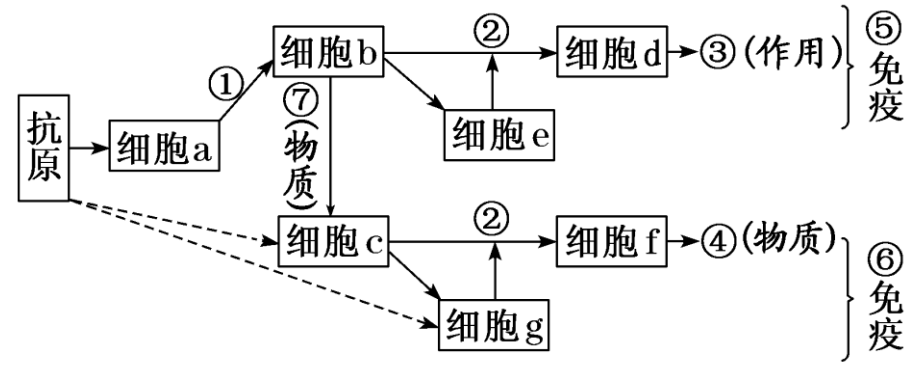 抗原
细胞a
①
细胞b
⑦(物质)
②
细胞d
③(作用)
⑤免疫
细胞e
细胞c
②
细胞f
④(物质)
⑥免疫
细胞g